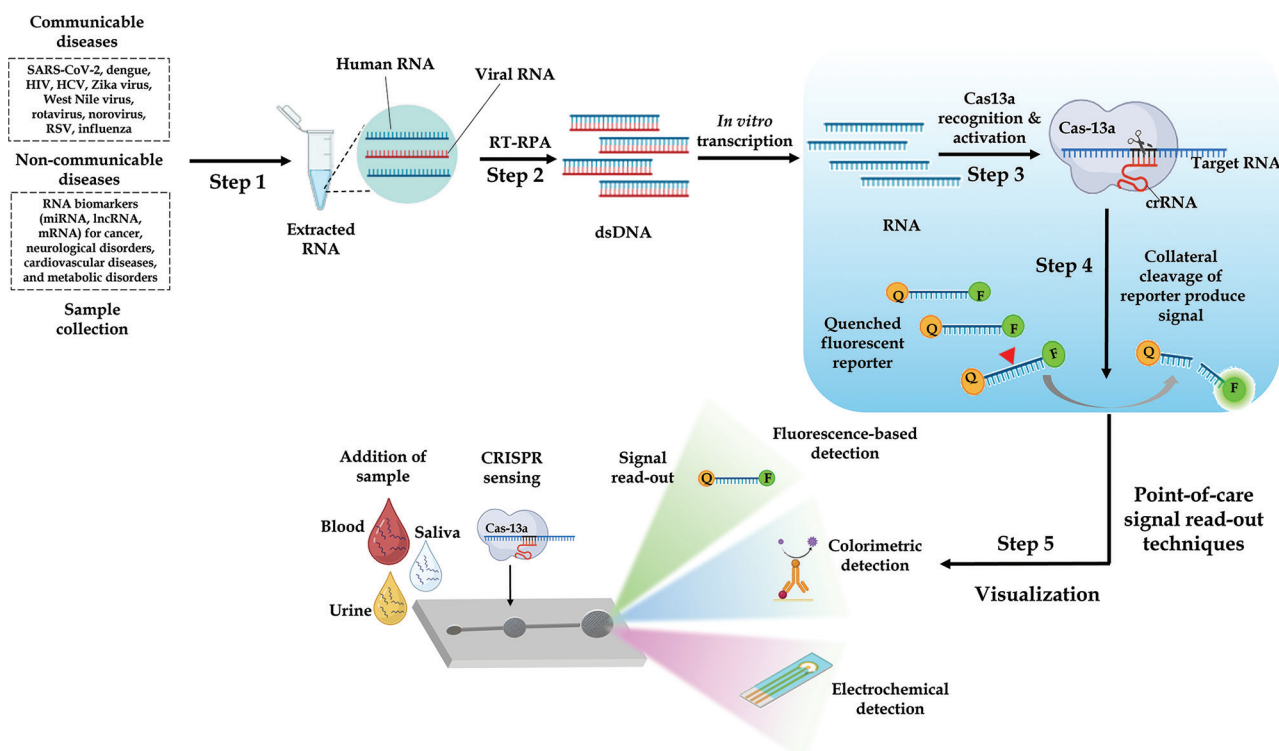 Communicable
diseases
SARS-CoV-2, dengue,
HIV, HCV, Zika virus,
West Nile virus,
rotavirus, norovirus,
RSV, influenza
Non-communicable
diseases
RNA biomarkers
(miRNA, lncRNA,
mRNA) for cancer,
neurological disorders,
cardiovascular diseases,
and metabolic disorders
Sample
collection
Step 1
Human RNA
Viral RNA
Extracted
RNA
RT-RPA
Step 2
dsDNA
In vitro
transcription
RNA
Cas13a
recognition &
activation
Step 3
Cas-13a
Target RNA
crRNA
Step 4
Collateral
cleavage of
reporter produce
signal
Quenched
fluorescent
reporter
Q F
Q F
Q F
Q
F
Point-of-care
signal read-out
techniques
Step 5
Visualization
Addition of
sample
Blood
Saliva
Urine
CRISPR
sensing
Cas-13a
Signal
read-out
Fluorescence-based
detection
Q F
Colorimetric
detection
Electrochemical
detection